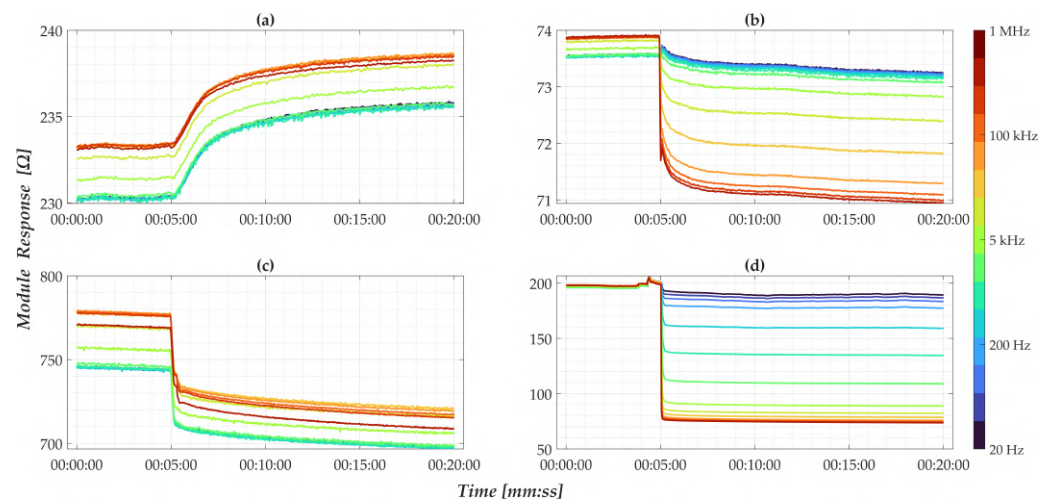 (a)
240
235
230
00:00:00 00:05:00 00:10:00 00:15:00 00:20:00
(b)
74
73
72
71
00:00:00 00:05:00 00:10:00 00:15:00 00:20:00
(c)
800
750
700
00:00:00 00:05:00 00:10:00 00:15:00 00:20:00
(d)
200
150
100
50
00:00:00 00:05:00 00:10:00 00:15:00 00:20:00
Module Response [Ω]
Time [mm:ss]
1 MHz
100 kHz
5 kHz
200 Hz
20 Hz